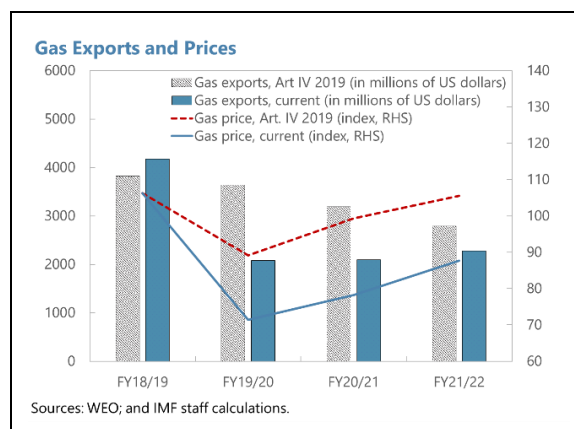 Gas Exports and Prices
6000
5000
4000
3000
2000
1000
0
140
130
120
110
100
90
80
70
60
Gas exports, Art IV 2019 (in millions of US dollars)
Gas exports, current (in millions of US dollars)
Gas price, Art. IV 2019 (index, RHS)
Gas price, current (index, RHS)
FY18/19 FY19/20 FY20/21 FY21/22
Sources: WEO; and IMF staff calculations.